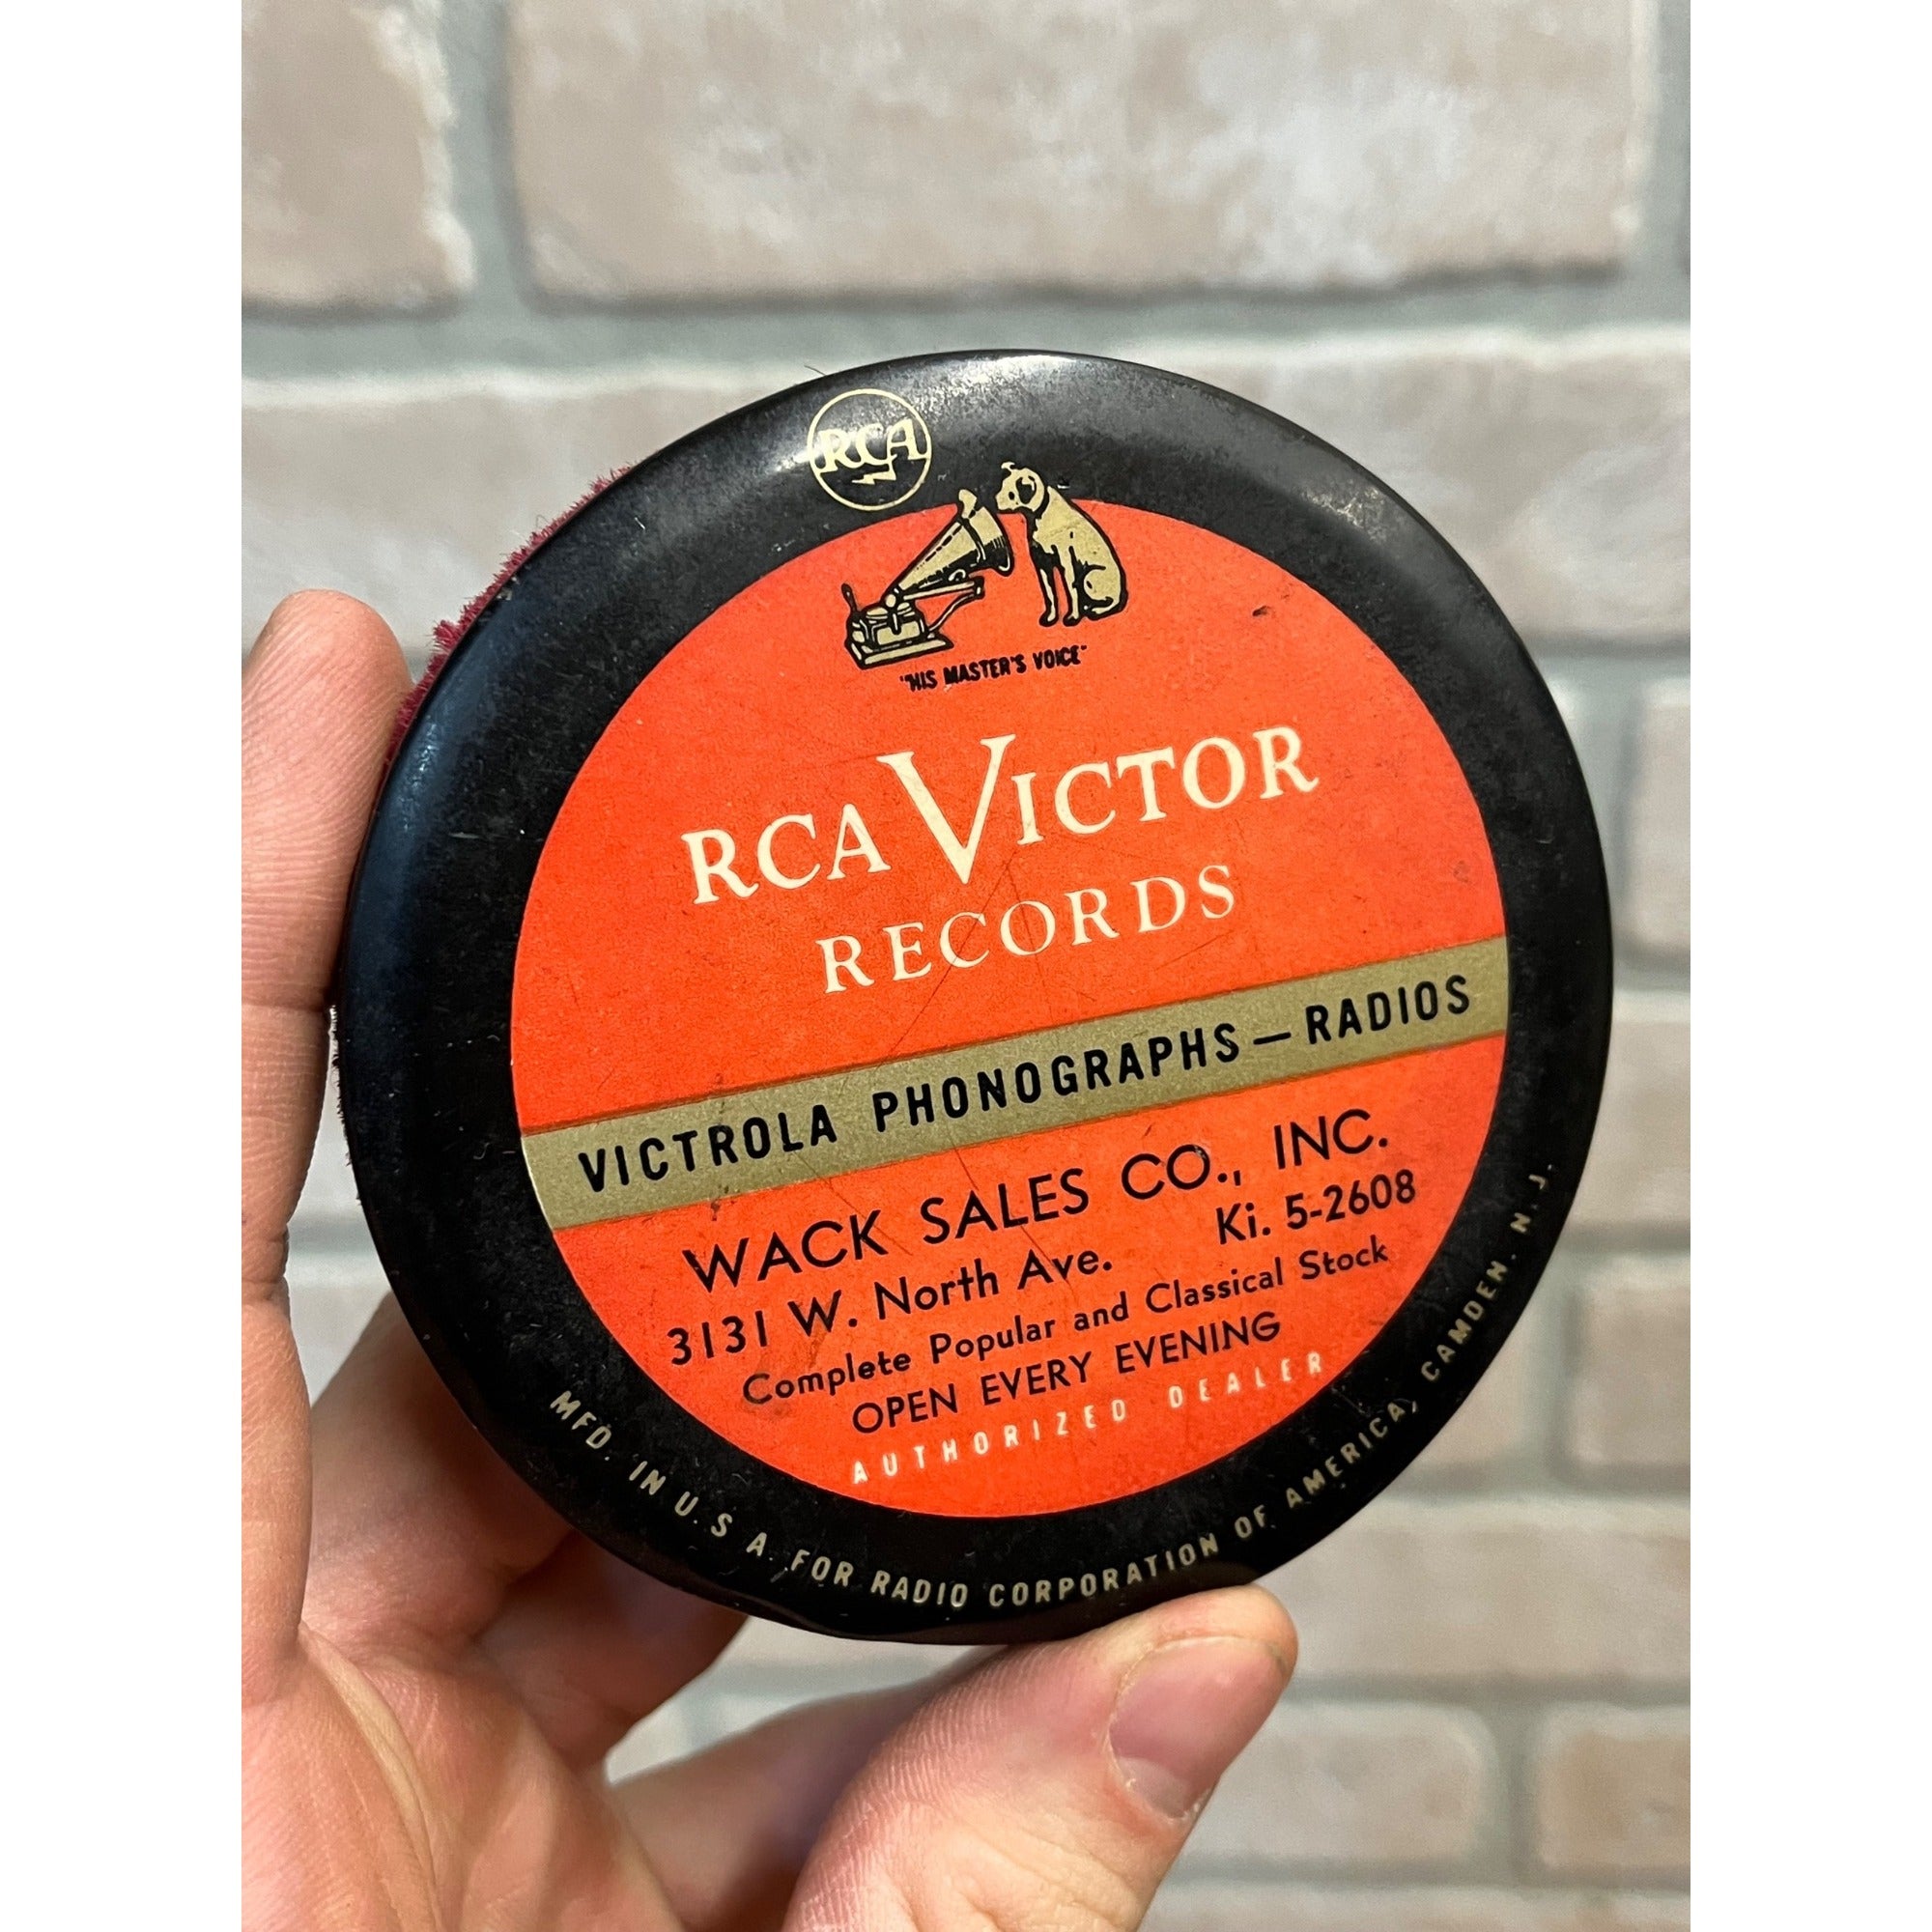 RCA
"HIS MASTER'S VOICE"
RCA VICTOR
RECORDS
VICTROLA PHONOGRAPHS — RADIOS
WACK SALES CO., INC.
3131 W. North Ave. Ki. 5-2608
Complete Popular and Classical Stock
OPEN EVERY EVENING
AUTHORIZED DEALER
MFD. IN U.S A. FOR RADIO CORPORATION OF AMERICA, CAMDEN. N. J.